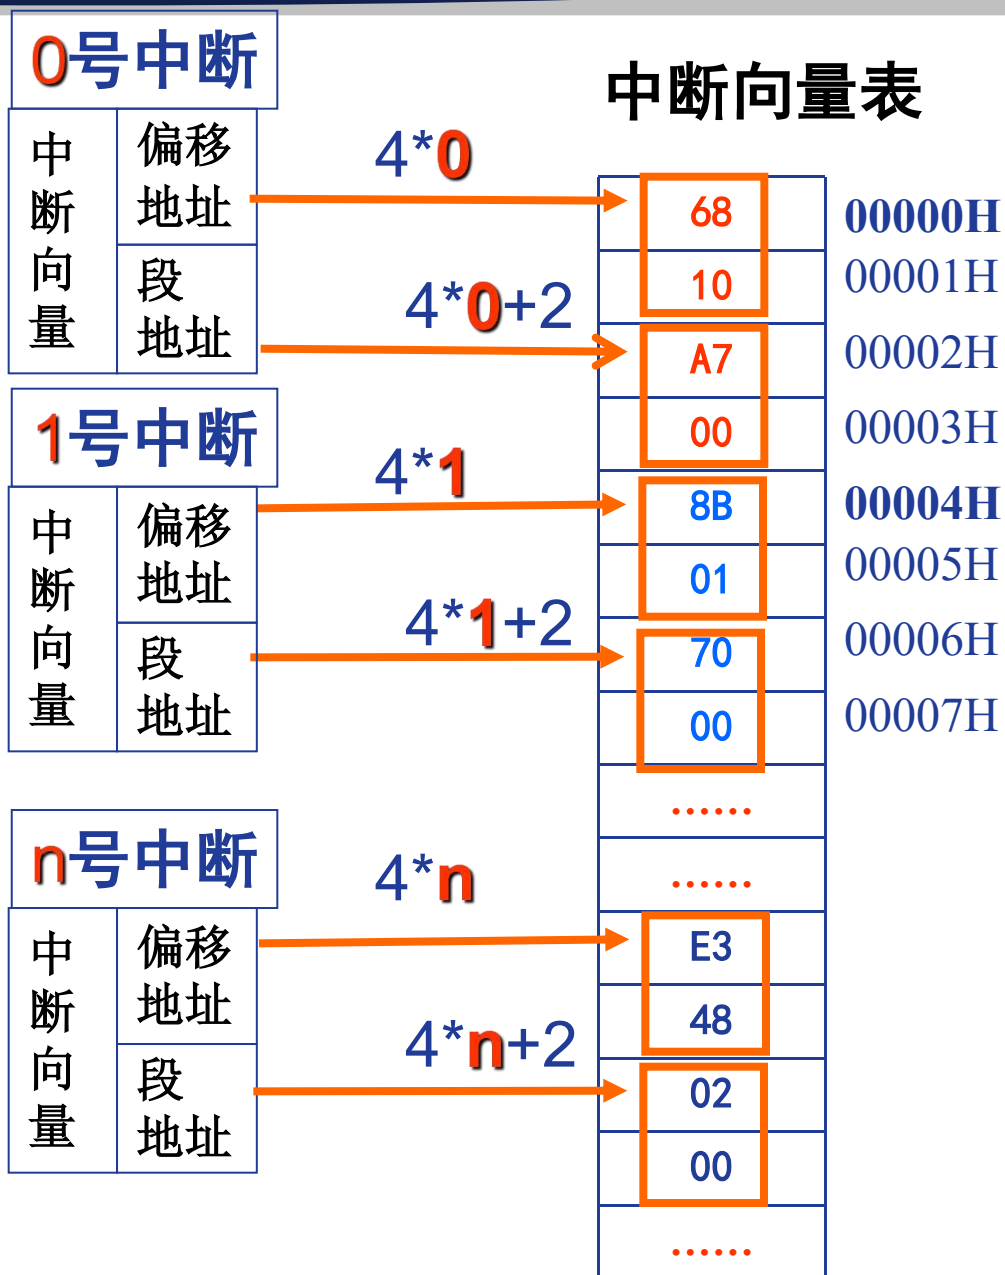 中断向量表
0号中断
中断向量
偏移
地址
段
地址
4*0
4*0+2
1号中断
中断向量
偏移
地址
段
地址
4*1
4*1+2
n号中断
中断向量
偏移
地址
段
地址
4*n
4*n+2
68 00000H
10 00001H
A7 00002H
00 00003H
8B 00004H
01 00005H
70 00006H
00 00007H
……
……
E3
48
02
00
……